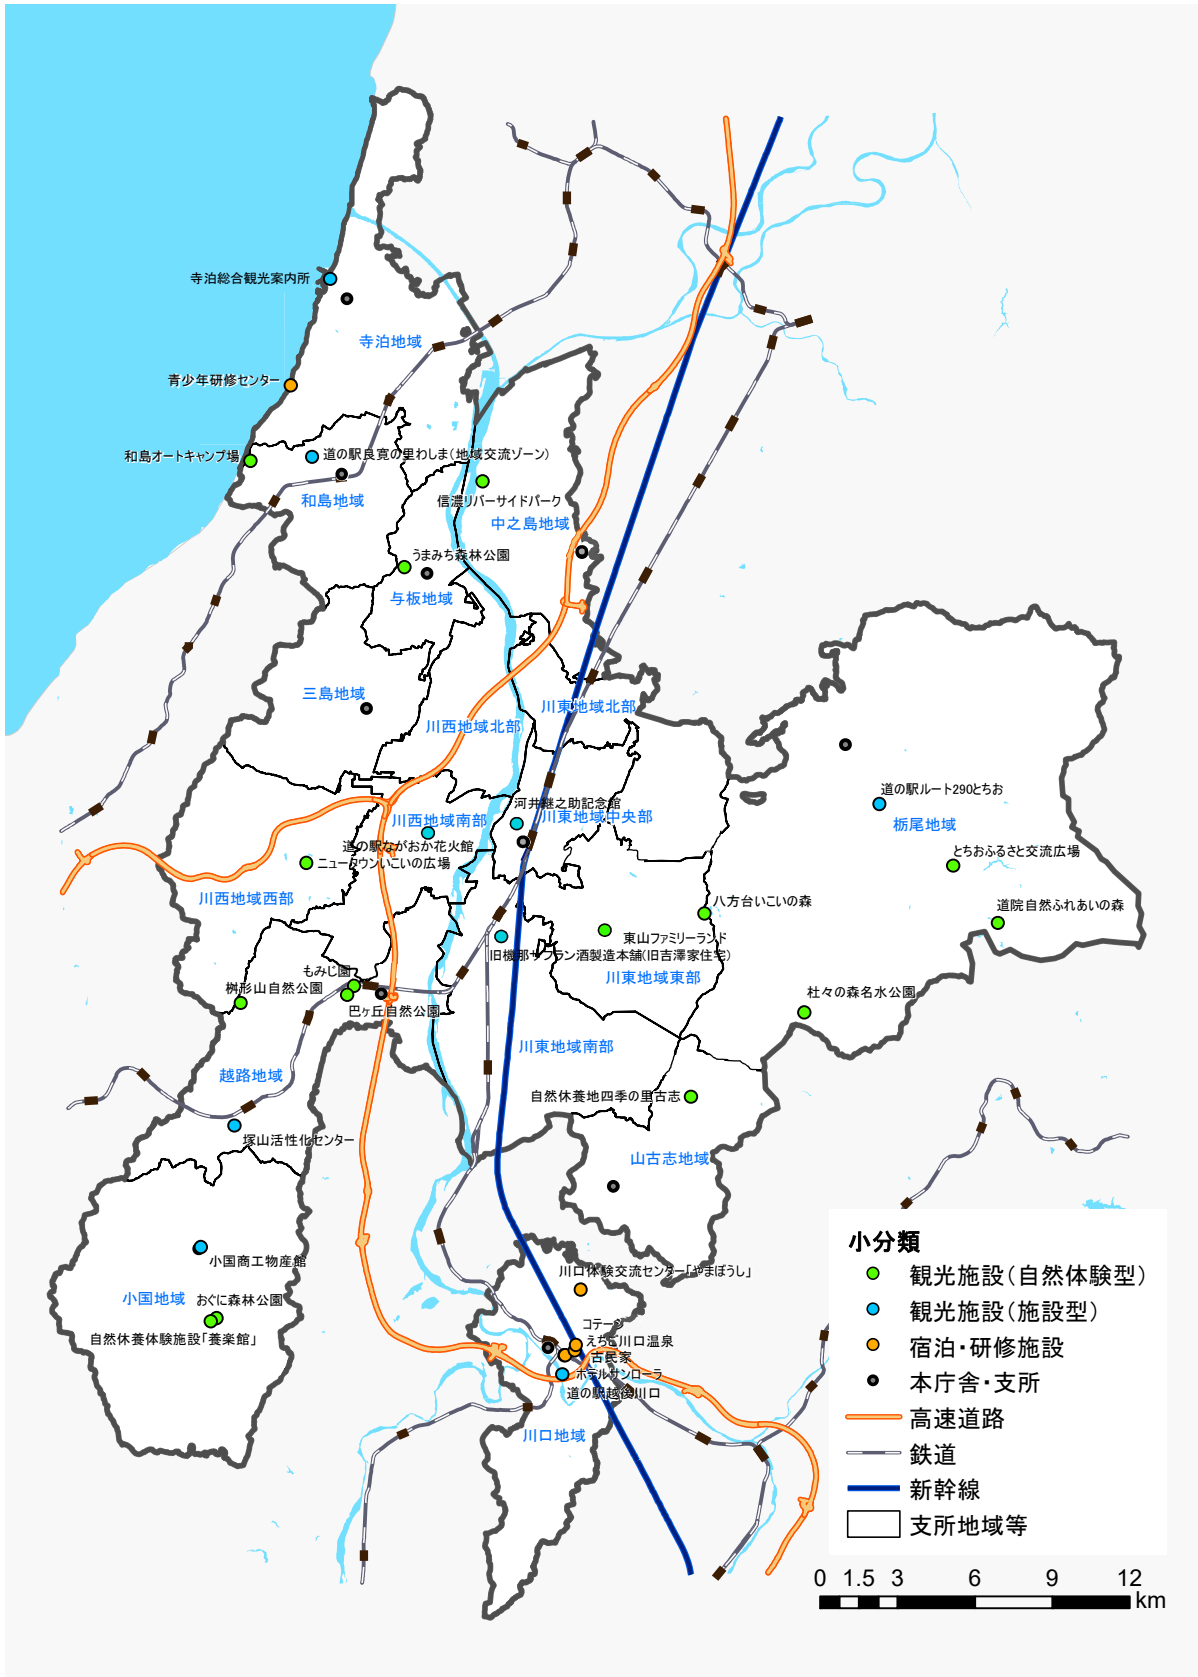 寺泊総合観光案内所
寺泊地域
青少年研修センター
和島オートキャンプ場
道の駅良寛の里わしま(地域交流ゾーン)
和島地域
信濃リバーサイドパーク
中之島地域
うまみち森林公園
与板地域
三島地域
川西地域北部
川東地域北部
道の駅ルート290とちお
栃尾地域
河井継之助記念館
川東地域中央部
川西地域南部
道の駅ながおか花火館
ニュータウンいこいの広場
とちおふるさと交流広場
川西地域西部
八方台いこいの森
道院自然ふれあいの森
東山ファミリーランド
旧機那サフラン酒製造本舗(旧吉澤家住宅)
川東地域東部
もみじ園
桝形山自然公園
巴ヶ丘自然公園
杜々の森名水公園
川東地域南部
越路地域
自然休養地四季の里古志
塚山活性化センター
山古志地域
小国商工物産館
川口体験交流センター「やまぼうし」
小国地域
おぐに森林公園
自然休養体験施設「養楽館」
コテージ
えちご川口温泉
古民家
ホテルサンローラ
道の駅越後川口
川口地域
小分類
観光施設(自然体験型)
観光施設(施設型)
宿泊・研修施設
本庁舎・支所
高速道路
鉄道
新幹線
支所地域等
0 1.5 3 6 9 12
km